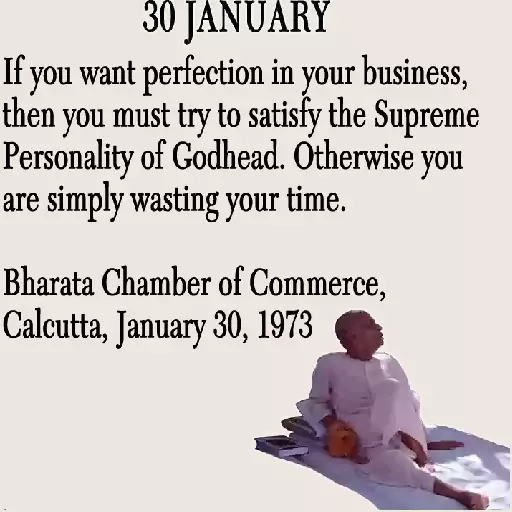 30 JANUARY
If you want perfection in your business,
then you must try to satisfy the Supreme
Personality of Godhead. Otherwise you
are simply wasting your time.
Bharata Chamber of Commerce,
Calcutta, January 30, 1973